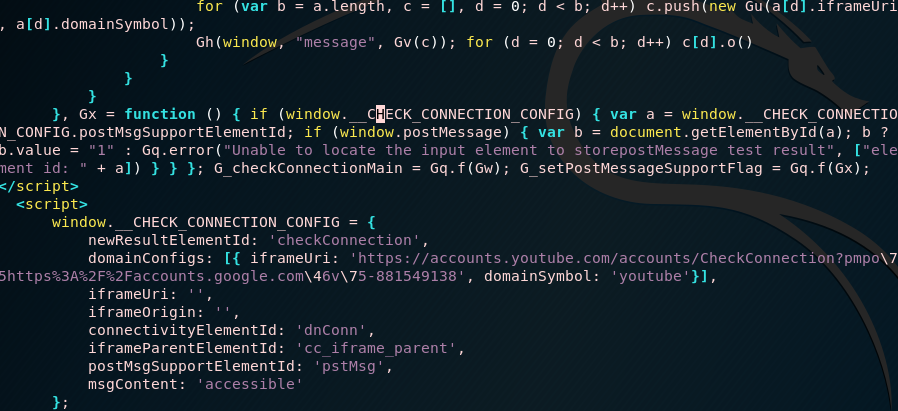 for (var b = a.length, c = [], d = 0; d < b; d++) c.push(new Gu(a[d].iframeUri
, a[d].domainSymbol));
Gh(window, "message", Gv(c)); for (d = 0; d < b; d++) c[d].o()
}
}
}
}, Gx = function () { if (window.__CHECK_CONNECTION_CONFIG) { var a = window.__CHECK_CONNECTIO
N_CONFIG.postMsgSupportElementId; if (window.postMessage) { var b = document.getElementById(a); b ?
b.value = "1" : Gq.error("Unable to locate the input element to storepostMessage test result", ["ele
ment id: " + a]) } } }; G_checkConnectionMain = Gq.f(Gw); G_setPostMessageSupportFlag = Gq.f(Gx);
</script>
<script>
window.__CHECK_CONNECTION_CONFIG = {
newResultElementId: 'checkConnection',
domainConfigs: [{ iframeUri: 'https://accounts.youtube.com/accounts/CheckConnection?pmpo\7
5https%3A%2F%2Faccounts.google.com\46v\75-881549138', domainSymbol: 'youtube'}],
iframeUri: '',
iframeOrigin: '',
connectivityElementId: 'dnConn',
iframeParentElementId: 'cc_iframe_parent',
postMsgSupportElementId: 'pstMsg',
msgContent: 'accessible'
};